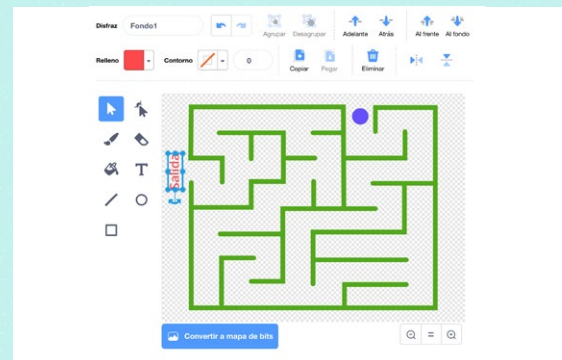 Disfraz Fondo1
Agrupar Desagrupar Adelante Atrás Al frente Al fondo
Relleno Contorno 0
Copiar Pegar Eliminar
T
Salida
Convertir a mapa de bits